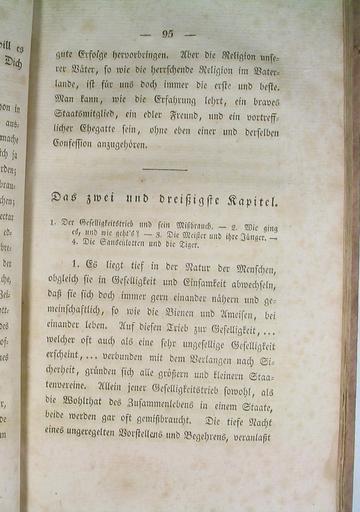 — 95 —
gute Erfolge hervorbringen. Aber die Religion unse-
rer Väter, so wie die herrschende Religion im Vater-
lande, ist für uns doch immer die erste und beste.
Man kann, wie die Erfahrung lehrt, ein braves
Staatsmitglied, ein edler Freund, und ein vortreff-
licher Ehegatte sein, ohne eben einer und derselben
Confession anzugehören.
Das zwei und dreißigste Kapitel.
1. Der Geselligkeitstrieb und sein Misbrauch. — 2. Wie ging
es, und wie geht's? — 3. Die Meister und ihre Jünger. —
4. Die Sanscülotten und die Tiger.
1. Es liegt tief in der Natur der Menschen,
obgleich sie in Geselligkeit und Einsamkeit abwechseln,
daß sie sich doch immer gern einander nähern und ge-
meinschaftlich, so wie die Bienen und Ameisen, bei
einander leben. Auf diesen Trieb zur Geselligkeit, ...
welcher oft auch als eine sehr ungesellige Geselligkeit
erscheint, ... verbunden mit dem Verlangen nach Si-
cherheit, gründen sich alle größern und kleinern Staa-
tenvereine. Allein jener Geselligkeitstrieb sowohl, als
die Wohlthat des Zusammenlebens in einem Staate,
beide werden gar oft gemißbraucht. Die tiefe Nacht
eines ungeregelten Vorstellens und Begehrens, veranlaßt